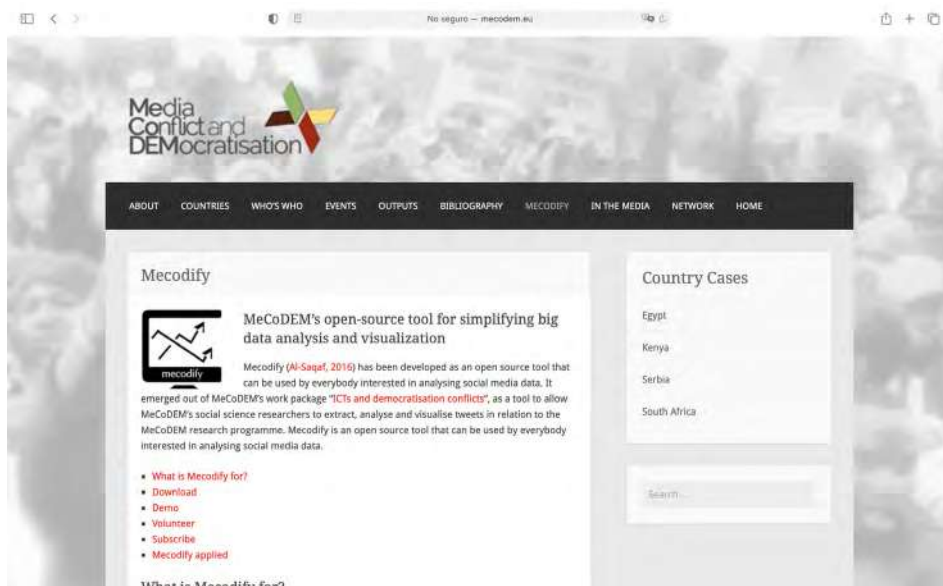 No seguro — mecodem.eu
Media
Conflict and
DEMocratisation
ABOUT COUNTRIES WHO'S WHO EVENTS OUTPUTS BIBLIOGRAPHY MECODIFY IN THE MEDIA NETWORK HOME
Mecodify
mecodify
MeCoDEM's open-source tool for simplifying big
data analysis and visualization
Mecodify (Al-Saqaf, 2016) has been developed as an open source tool that
can be used by everybody interested in analysing social media data. It
emerged out of MeCoDEM's work package "ICTs and democratisation conflicts", as a tool to allow
MeCoDEM's social science researchers to extract, analyse and visualise tweets in relation to the
MeCoDEM research programme. Mecodify is an open source tool that can be used by everybody
interested in analysing social media data.
What is Mecodify for?
Download
Demo
Volunteer
Subscribe
Mecodify applied
What is Mecodify for?
Country Cases
Egypt
Kenya
Serbia
South Africa
Search …